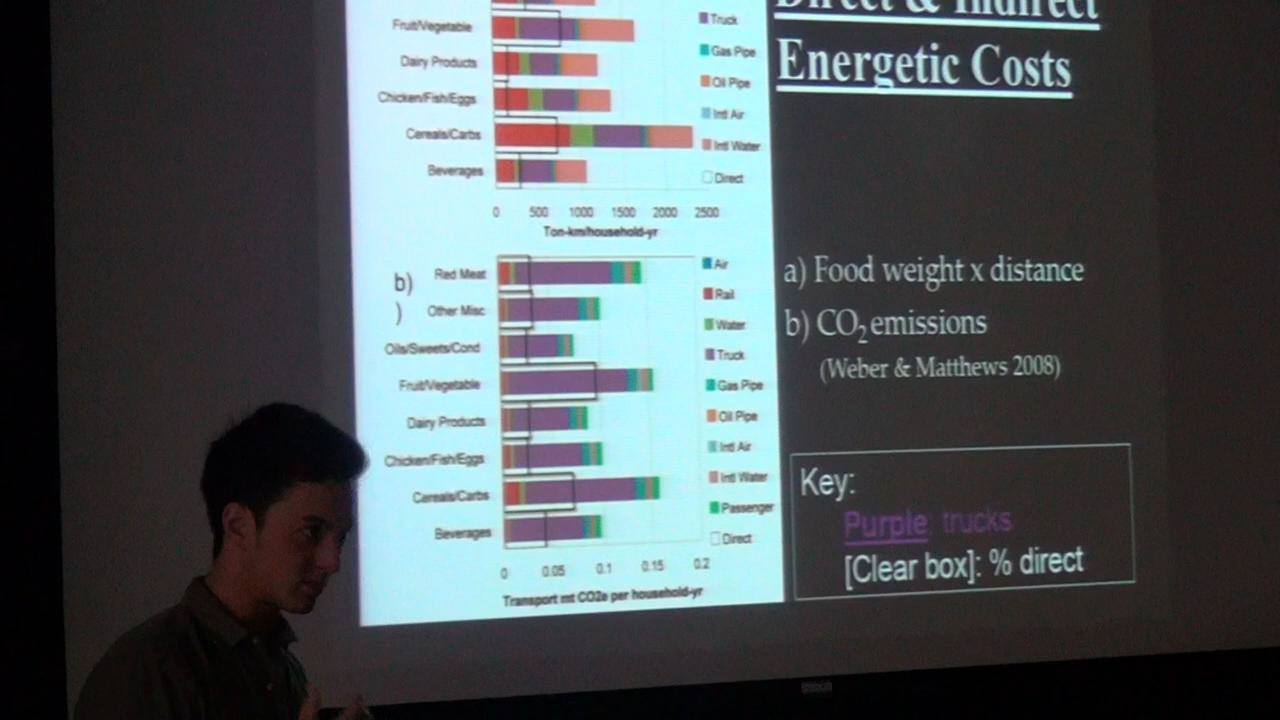 Fruit/Vegetable
Dairy Products
Chicken/Fish/Eggs
Cereals/Carbs
Beverages
0 500 1000 1500 2000 2500
Ton-km/household-yr
Truck
Gas Pipe
Oil Pipe
Intl Air
Intl Water
Direct
b)
)
Red Meat
Other Misc
Oils/Sweets/Cond
Fruit/Vegetable
Dairy Products
Chicken/Fish/Eggs
Cereals/Carbs
Beverages
0 0.05 0.1 0.15 0.2
Transport mt CO2e per household-yr
Air
Rail
Water
Truck
Gas Pipe
Oil Pipe
Intl Air
Intl Water
Passenger
Direct
Direct & Indirect
Energetic Costs
a) Food weight x distance
b) CO2 emissions
(Weber & Matthews 2008)
Key:
Purple: trucks
[Clear box]: % direct